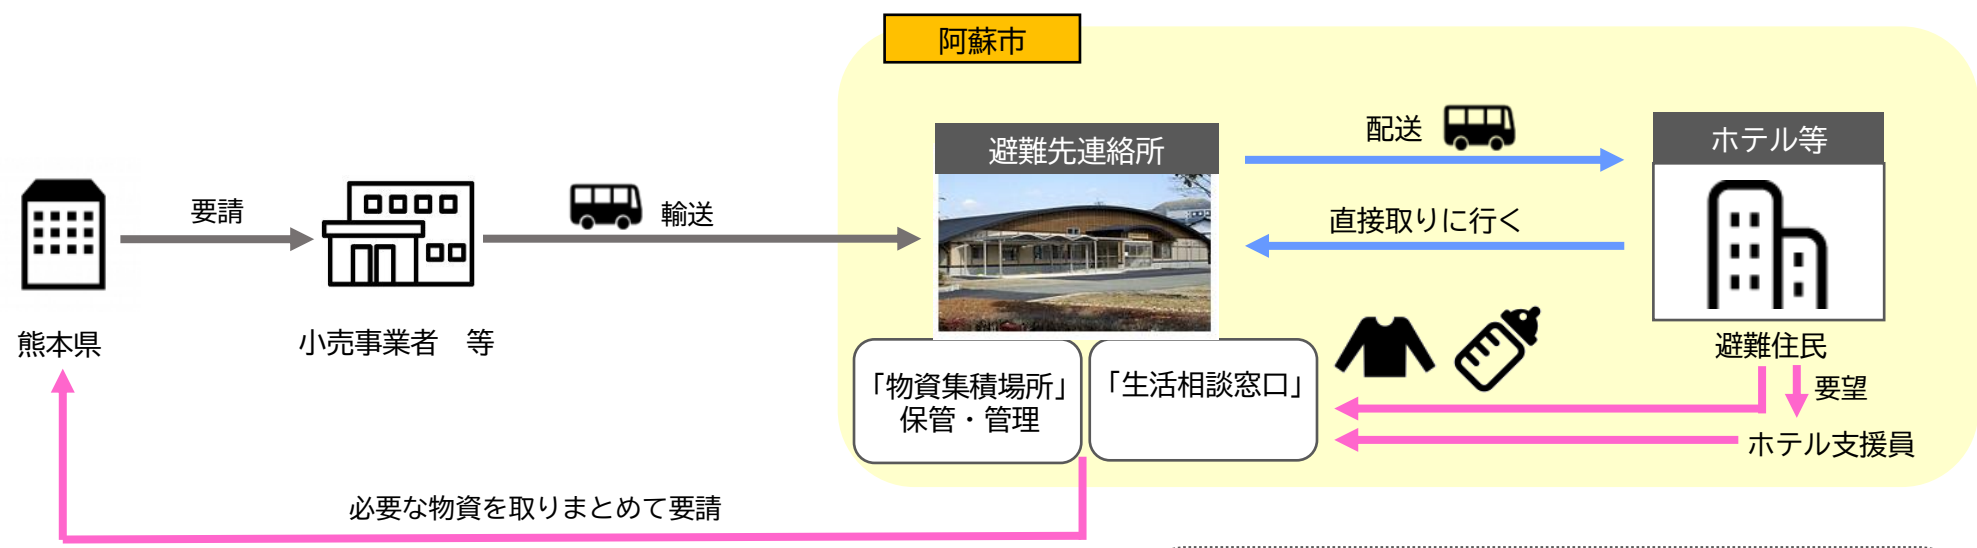 阿蘇市
避難先連絡所
配送
ホテル等
要請
輸送
直接取りに行く
熊本県
小売事業者　等
避難住民
「物資集積場所」
保管・管理
「生活相談窓口」
要望
ホテル支援員
必要な物資を取りまとめて要請